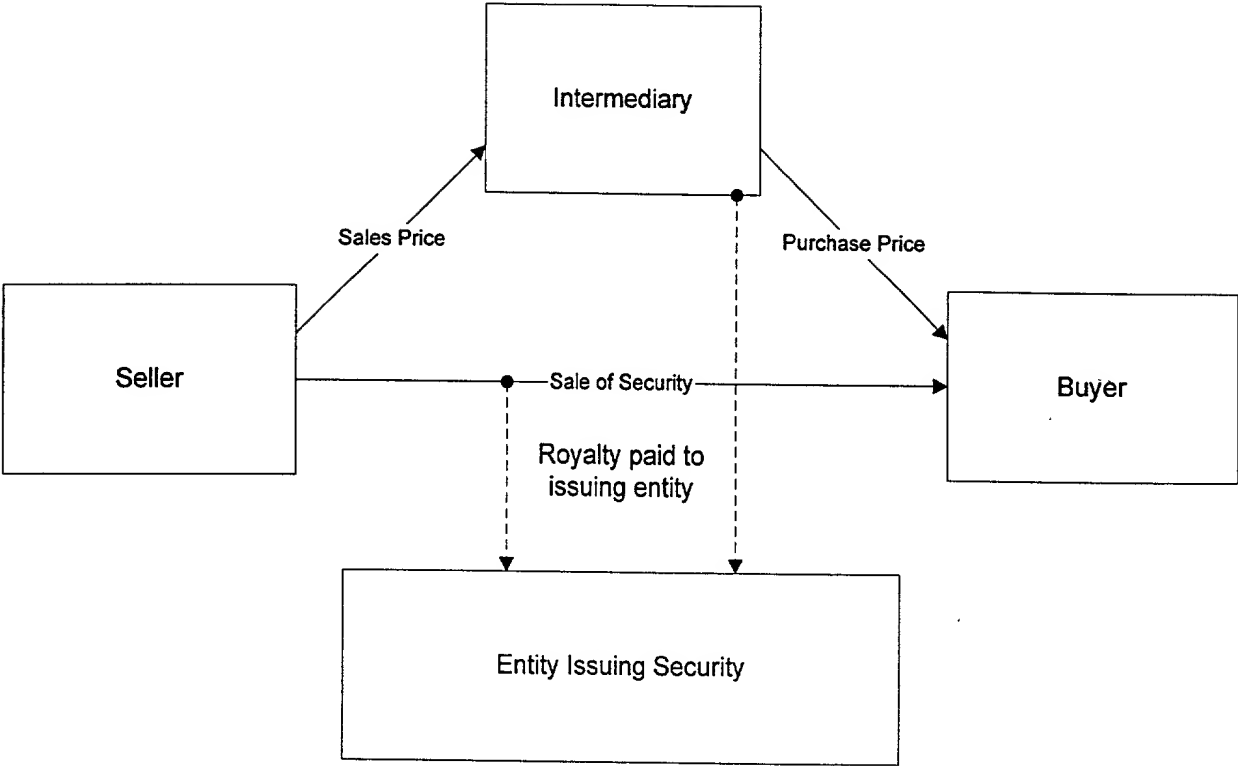 Intermediary
Sales Price
Purchase Price
Seller
Sale of Security
Buyer
Royalty paid to
issuing entity
Entity Issuing Security